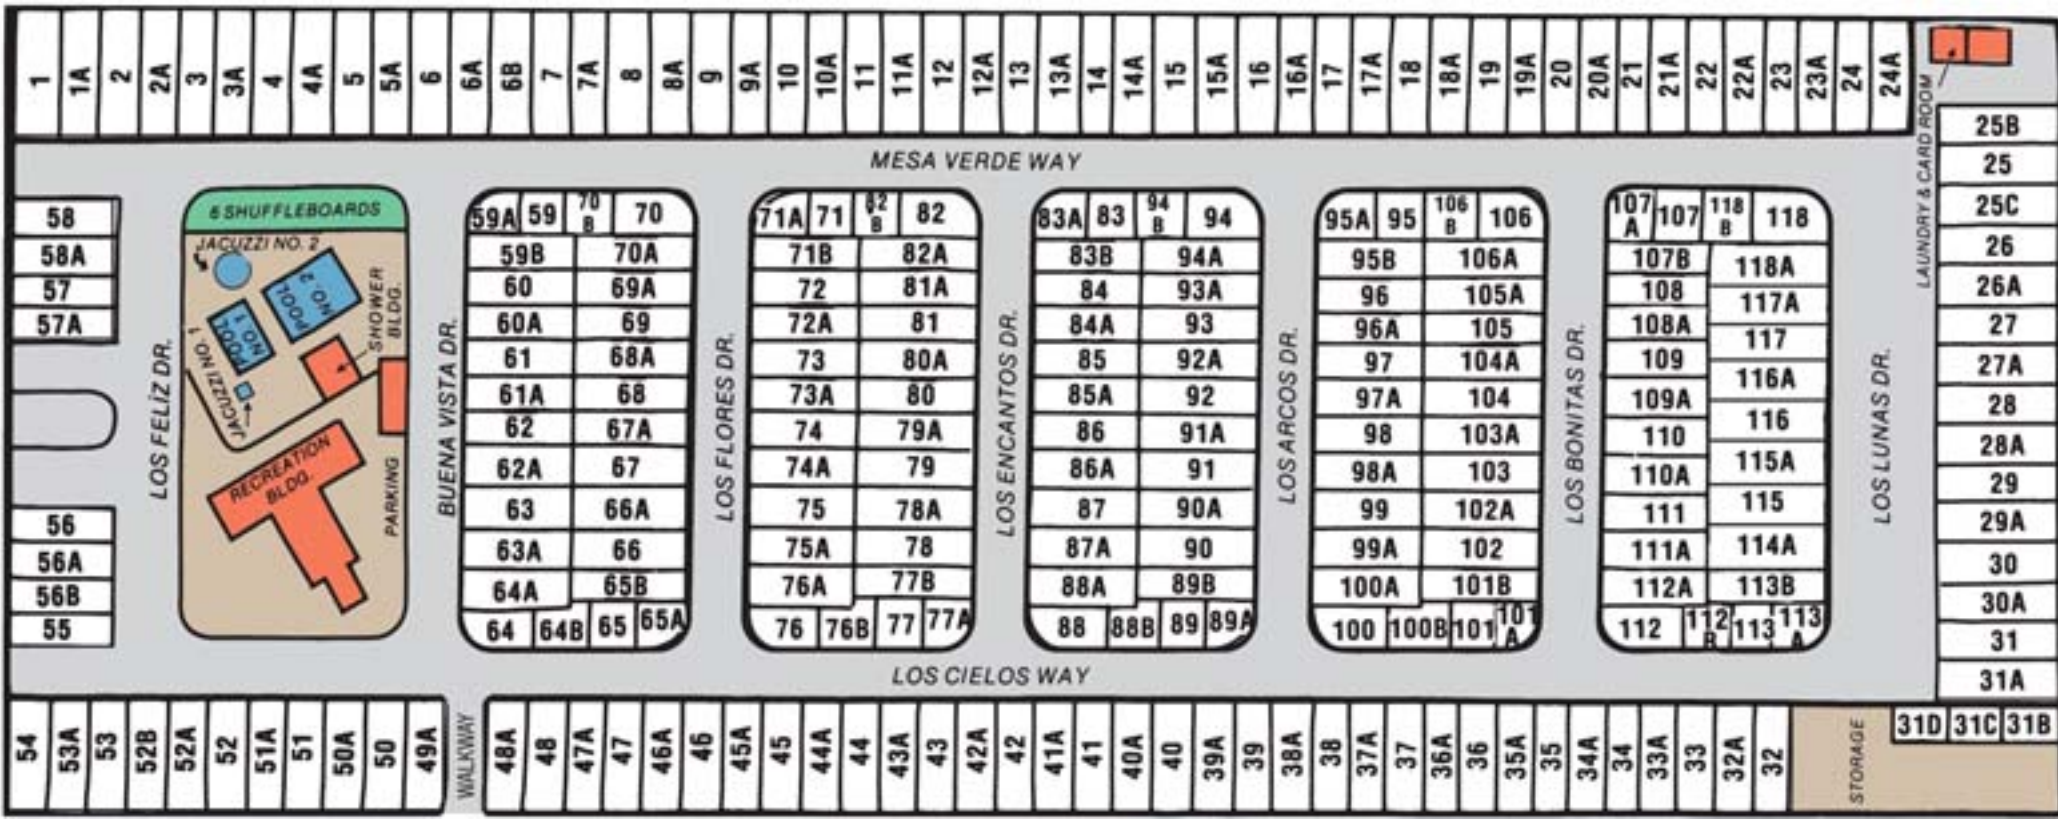 1 1A 2 2A 3 3A 4 4A 5 5A 6 6A 6B 7 7A 8 8A 9 9A 10 10A 11 11A 12 12A 13 13A 14 14A 15 15A 16 16A 17 17A 18 18A 19 19A 20 20A 21 21A 22 22A 23 23A 24 24A
LAUNDRY & CARD ROOM
MESA VERDE WAY
58
58A
57
57A
56
56A
56B
55
LOS FELIZ DR.
6 SHUFFLEBOARDS
JACUZZI NO. 2
POOL
NO. 2
POOL
NO. 1
SHOWER
BLDG.
JACUZZI NO. 1
RECREATION
BLDG.
PARKING
BUENA VISTA DR.
59A 59 70 B 70
59B 70A
60 69A
60A 69
61 68A
61A 68
62 67A
62A 67
63 66A
63A 66
64A 65B
64 64B 65 65A
LOS FLORES DR.
71A 71 82 B 82
71B 82A
72 81A
72A 81
73 80A
73A 80
74 79A
74A 79
75 78A
75A 78
76A 77B
76 76B 77 77A
LOS ENCANTOS DR.
83A 83 94 B 94
83B 94A
84 93A
84A 93
85 92A
85A 92
86 91A
86A 91
87 90A
87A 90
88A 89B
88 88B 89 89A
LOS ARCOS DR.
95A 95 106 B 106
95B 106A
96 105A
96A 105
97 104A
97A 104
98 103A
98A 103
99 102A
99A 102
100A 101B
100 100B 101 101 A
LOS BONITAS DR.
107 A 107 118 B 118
107B 118A
108 117A
108A 117
109 116A
109A 116
110 115A
110A 115
111 114A
111A 113B
112A
112 112 B 113 113 A
LOS LUNAS DR.
25B
25
25C
26
26A
27
27A
28
28A
29
29A
30
30A
31
31A
31D 31C 31B
LOS CIELOS WAY
54 53A 53 52B 52A 52 51A 51 50A 50 49A WALKWAY 48A 48 47A 47 46A 46 45A 45 44A 44 43A 43 42A 42 41A 41 40A 40 39A 39 38A 38 37A 37 36A 36 35A 35 34A 34 33A 33 32A 32 STORAGE